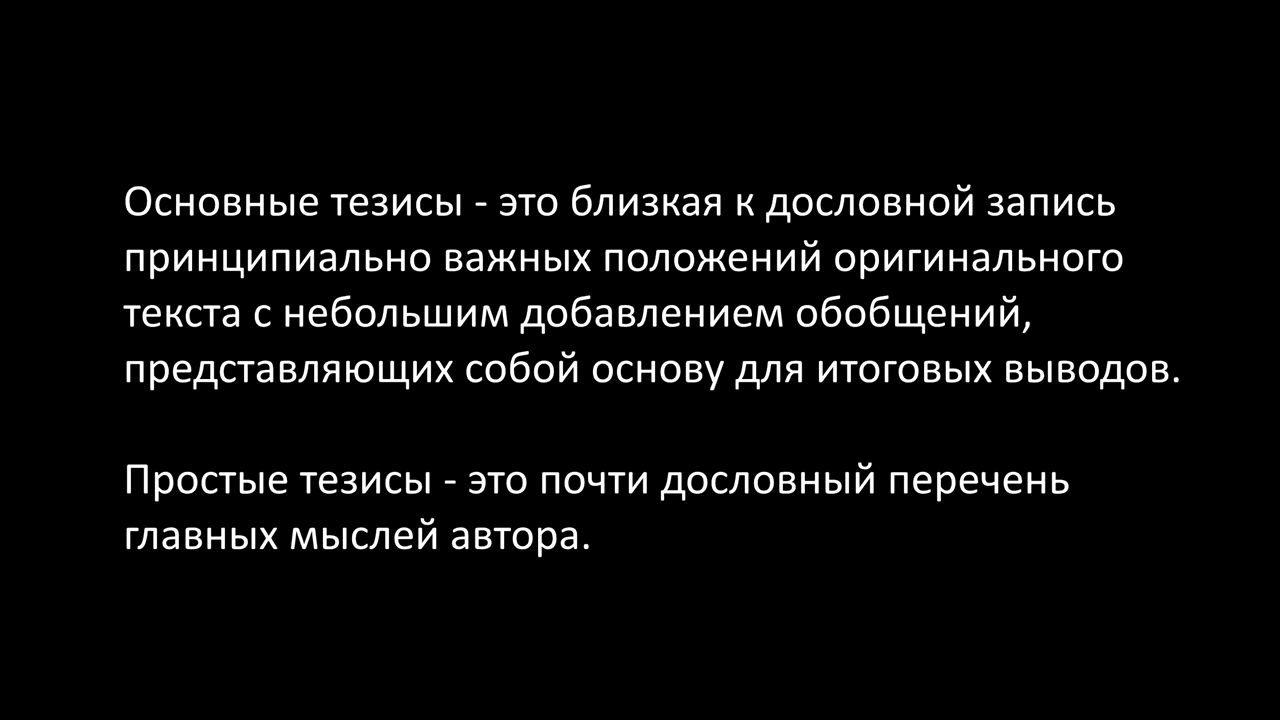 Основные тезисы - это близкая к дословной запись
принципиально важных положений оригинального
текста с небольшим добавлением обобщений,
представляющих собой основу для итоговых выводов.
Простые тезисы - это почти дословный перечень
главных мыслей автора.